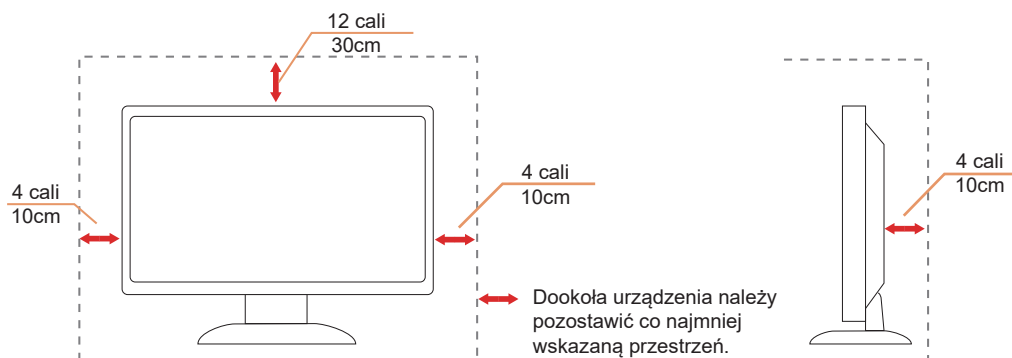 12 cali
30cm
4 cali
10cm
4 cali
10cm
4 cali
10cm
Dookoła urządzenia należy
pozostawić co najmniej
wskazaną przestrzeń.